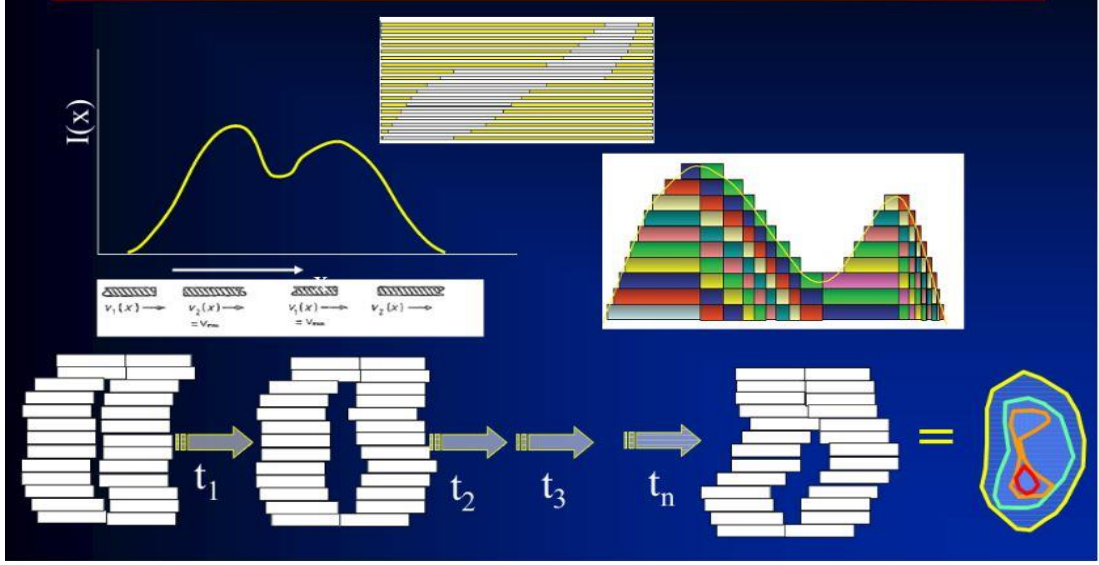 I(x)
x
v₁(x) → v₂(x) → v₁(x) → v₂(x) →
= vₘₐₓ = vₘₐₓ
t₁ t₂ t₃ tₙ =